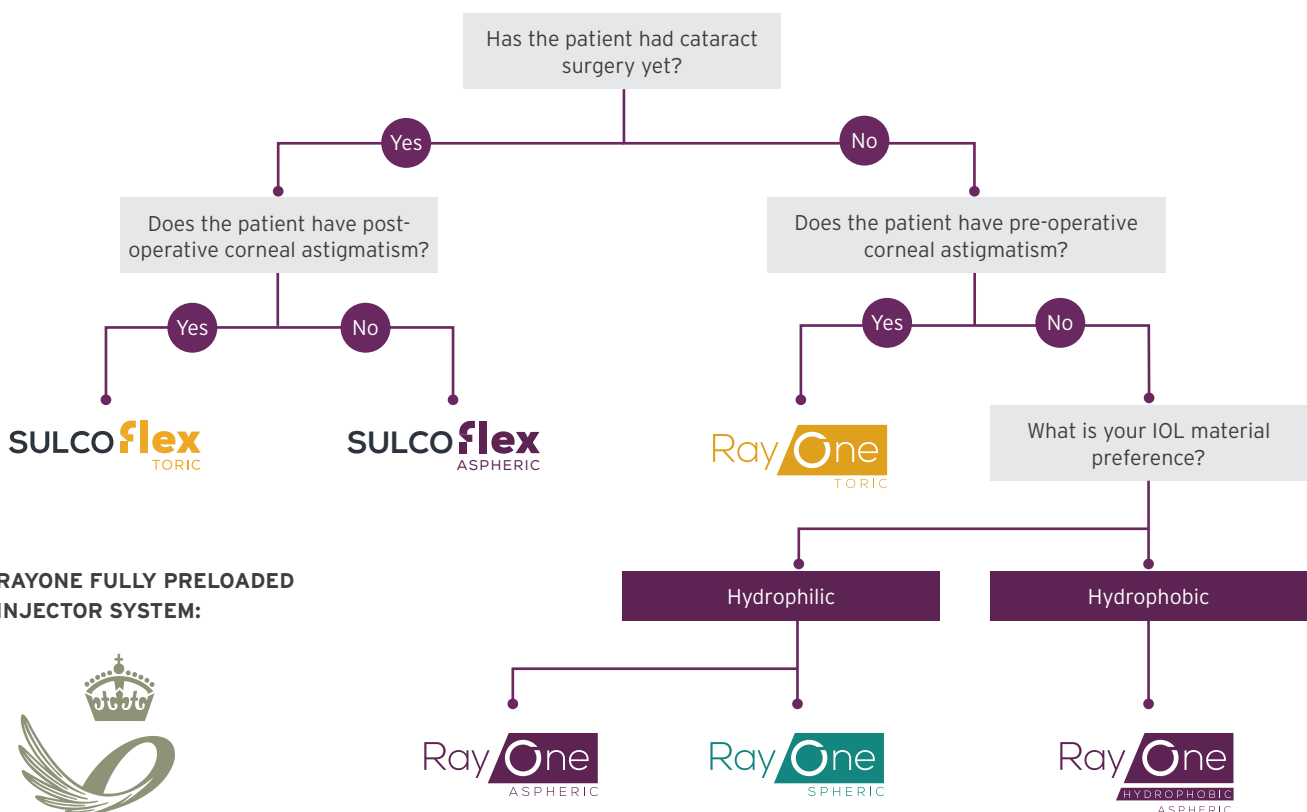 Has the patient had cataract
surgery yet?
Yes
No
Does the patient have post-
operative corneal astigmatism?
Does the patient have pre-operative
corneal astigmatism?
Yes
No
Yes
No
SULCOflex
TORIC
SULCOflex
ASPHERIC
RayOne
TORIC
What is your IOL material
preference?
RAYONE FULLY PRELOADED
INJECTOR SYSTEM:
Hydrophilic
Hydrophobic
RayOne
ASPHERIC
RayOne
SPHERIC
RayOne
HYDROPHOBIC
ASPHERIC